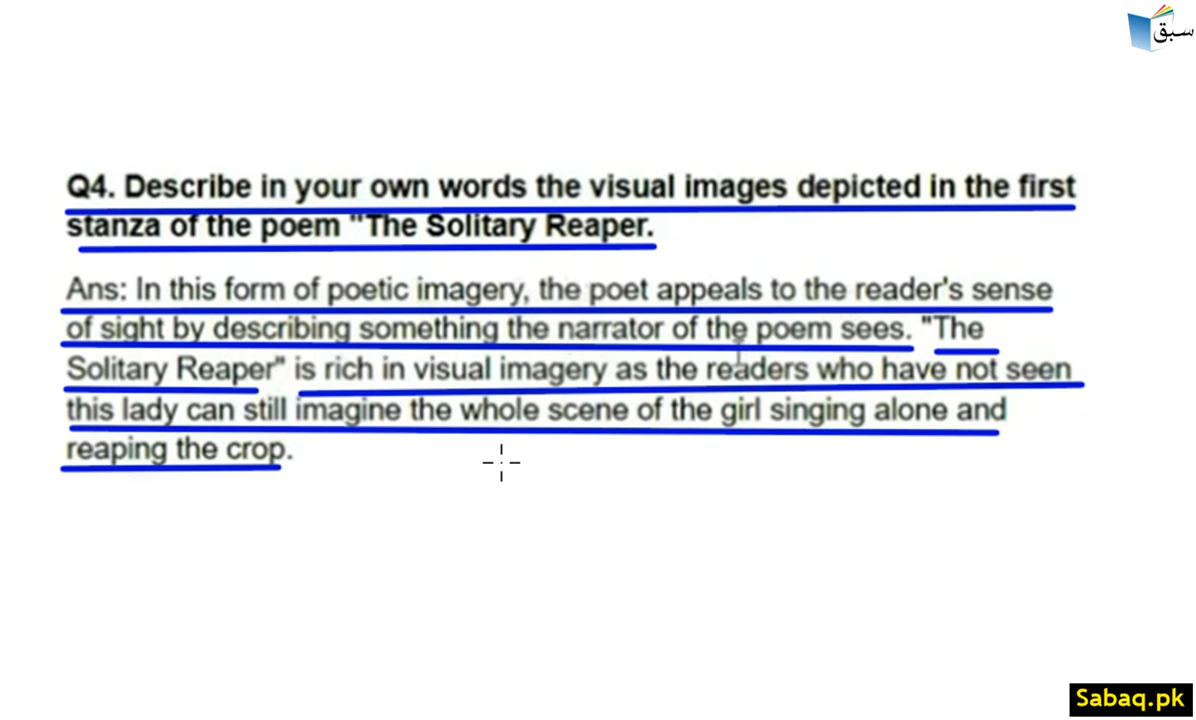 سبق
Q4. Describe in your own words the visual images depicted in the first
stanza of the poem "The Solitary Reaper.
Ans: In this form of poetic imagery, the poet appeals to the reader's sense
of sight by describing something the narrator of the poem sees. "The
Solitary Reaper" is rich in visual imagery as the readers who have not seen
this lady can still imagine the whole scene of the girl singing alone and
reaping the crop.
Sabaq.pk